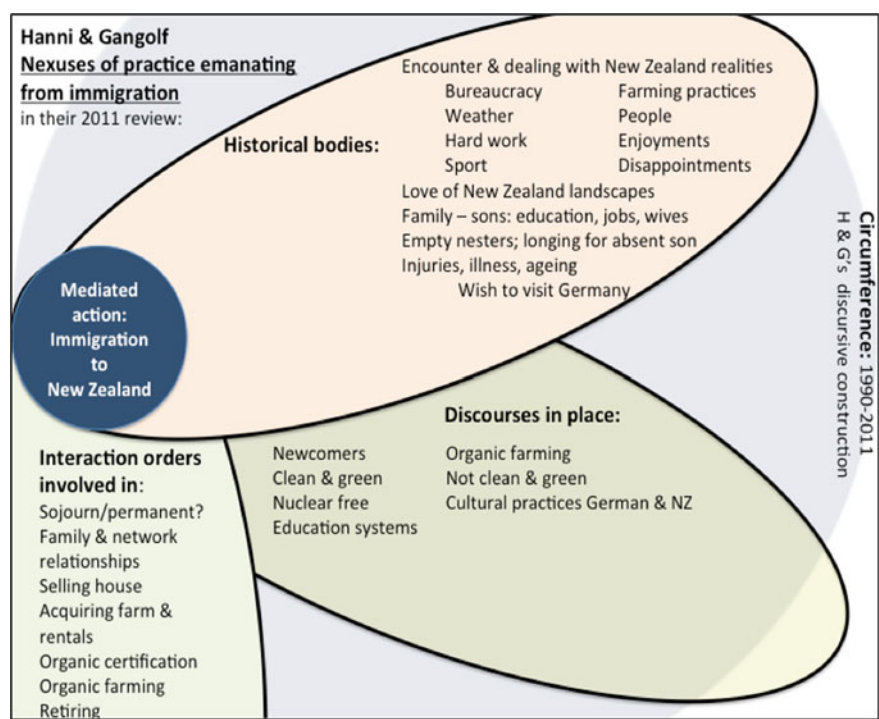 Hanni & Gangolf
Nexuses of practice emanating
from immigration
in their 2011 review:
Historical bodies:
Encounter & dealing with New Zealand realities
Bureaucracy Farming practices
Weather People
Hard work Enjoyments
Sport Disappointments
Love of New Zealand landscapes
Family – sons: education, jobs, wives
Empty nesters; longing for absent son
Injuries, illness, ageing
Wish to visit Germany
Mediated
action:
Immigration
to
New Zealand
Discourses in place:
Newcomers Organic farming
Clean & green Not clean & green
Nuclear free Cultural practices German & NZ
Education systems
Interaction orders
involved in:
Sojourn/permanent?
Family & network
relationships
Selling house
Acquiring farm &
rentals
Organic certification
Organic farming
Retiring
Circumference: 1990-2011
H & G's discursive construction